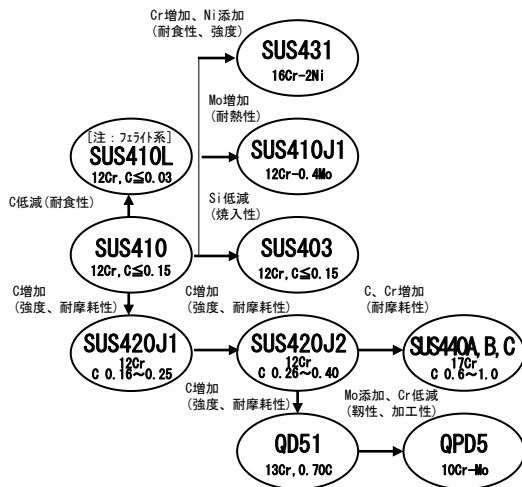 Cr増加、Ni添加
(耐食性、強度)
SUS431
16Cr-2Ni
Mo増加
(耐熱性)
[注：ﾌｪﾗｲﾄ系]
SUS410L
12Cr, C≦0.03
SUS410J1
12Cr-0.4Mo
C低減(耐食性)
Si低減
(焼入性)
SUS410
12Cr, C≦0.15
SUS403
12Cr, C≦0.15
C増加
(強度、耐摩耗性)
C増加
(強度、耐摩耗性)
C、Cr増加
(耐摩耗性)
SUS420J1
12Cr
C 0.16~0.25
SUS420J2
12Cr
C 0.26~0.40
SUS440A, B, C
17Cr
C 0.6~1.0
C増加
(強度、耐摩耗性)
Mo添加、Cr低減
(靭性、加工性)
QD51
13Cr, 0.70C
QPD5
10Cr-Mo